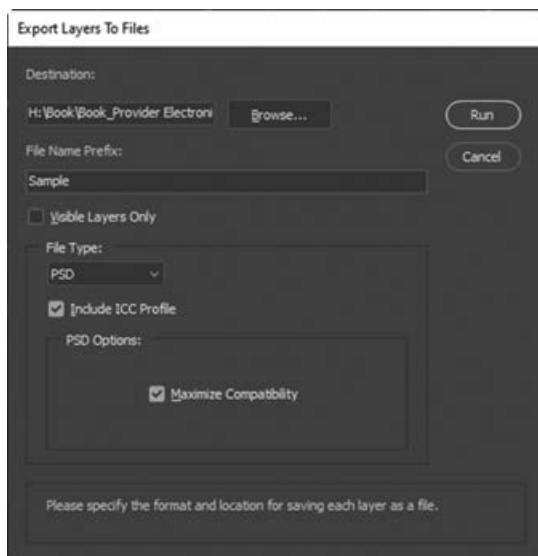 Export Layers To Files
Destination:
H:\Book\Book_Provider Electroni
Browse...
Run
File Name Prefix:
Cancel
Sample
Visible Layers Only
File Type:
PSD
Include ICC Profile
PSD Options:
Maximize Compatibility
Please specify the format and location for saving each layer as a file.